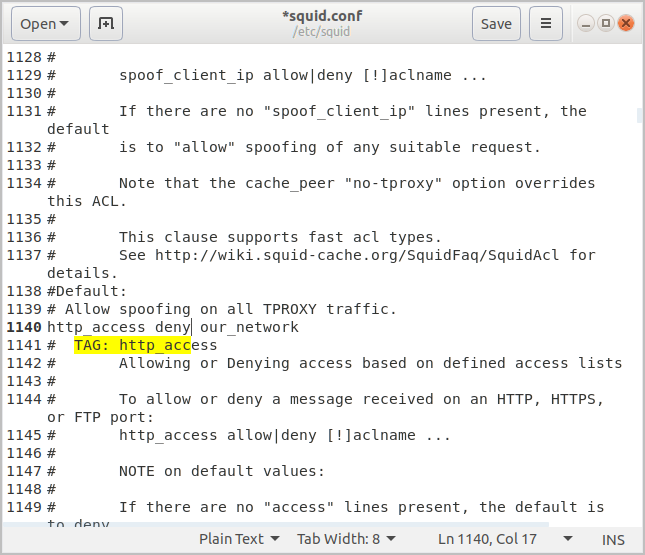 Open
*squid.conf
/etc/squid
Save
1128 #
1129 #       spoof_client_ip allow|deny [!]aclname ...
1130 #
1131 #       If there are no "spoof_client_ip" lines present, the
default
1132 #       is to "allow" spoofing of any suitable request.
1133 #
1134 #       Note that the cache_peer "no-tproxy" option overrides
this ACL.
1135 #
1136 #       This clause supports fast acl types.
1137 #       See http://wiki.squid-cache.org/SquidFaq/SquidAcl for
details.
1138 #Default:
1139 # Allow spoofing on all TPROXY traffic.
1140 http_access deny our_network
1141 #  TAG: http_access
1142 #       Allowing or Denying access based on defined access lists
1143 #
1144 #       To allow or deny a message received on an HTTP, HTTPS,
or FTP port:
1145 #       http_access allow|deny [!]aclname ...
1146 #
1147 #       NOTE on default values:
1148 #
1149 #       If there are no "access" lines present, the default is
to deny
Plain Text Tab Width: 8 Ln 1140, Col 17 INS